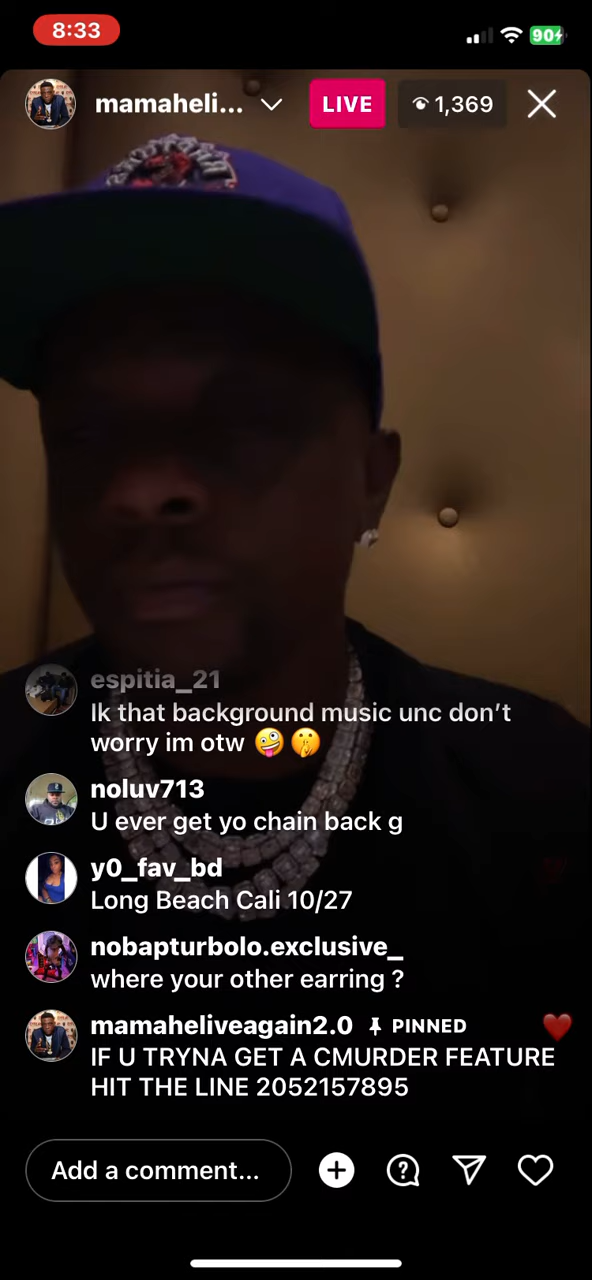 8:33
90
mamaheli...
LIVE
1,369
espitia_21
Ik that background music unc don't
worry im otw 🤪🤫
noluv713
U ever get yo chain back g
y0_fav_bd
Long Beach Cali 10/27
nobapturbolo.exclusive_
where your other earring ?
mamaheliveagain2.0 PINNED
IF U TRYNA GET A CMURDER FEATURE
HIT THE LINE 2052157895
Add a comment...